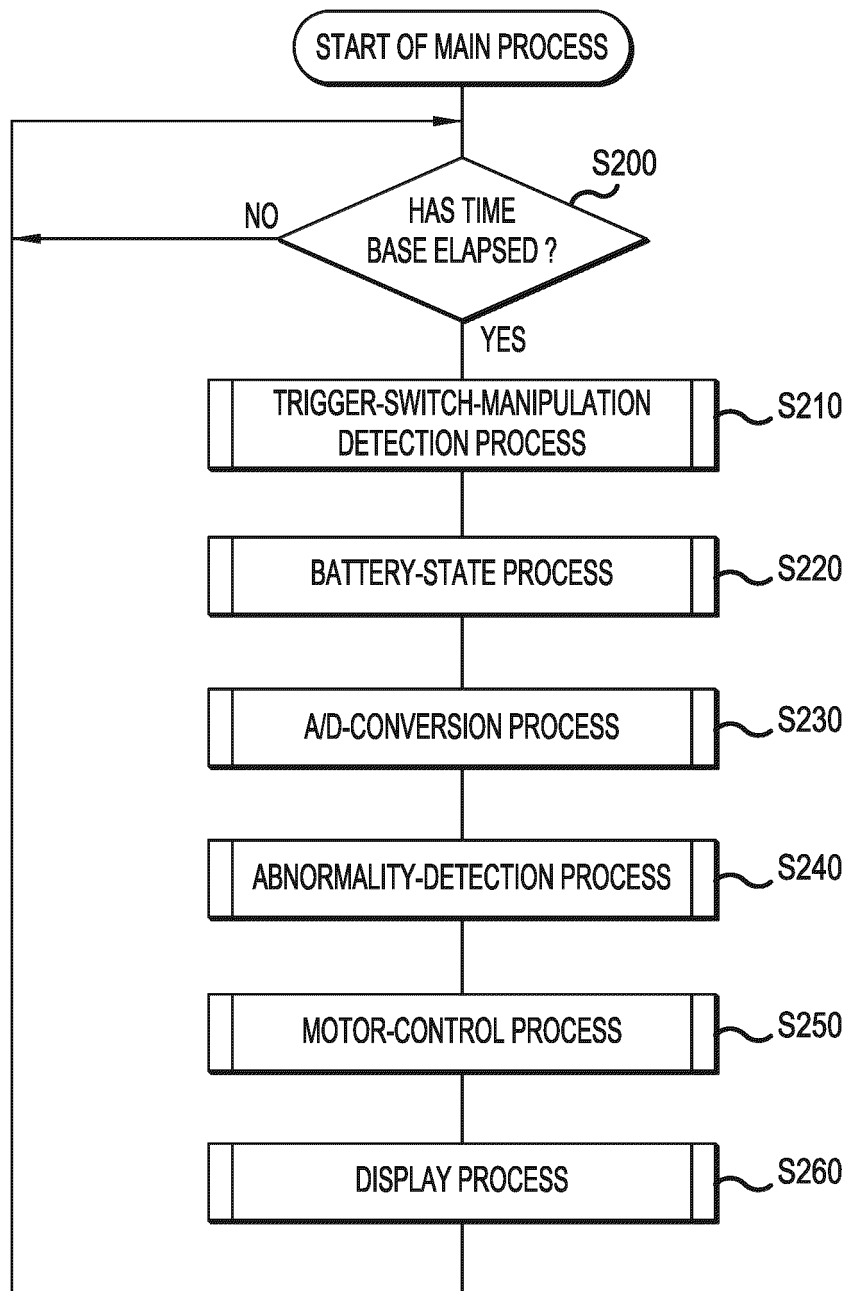 START OF MAIN PROCESS
S200
HAS TIME
BASE ELAPSED ?
NO
YES
TRIGGER-SWITCH-MANIPULATION
DETECTION PROCESS
S210
BATTERY-STATE PROCESS
S220
A/D-CONVERSION PROCESS
S230
ABNORMALITY-DETECTION PROCESS
S240
MOTOR-CONTROL PROCESS
S250
DISPLAY PROCESS
S260